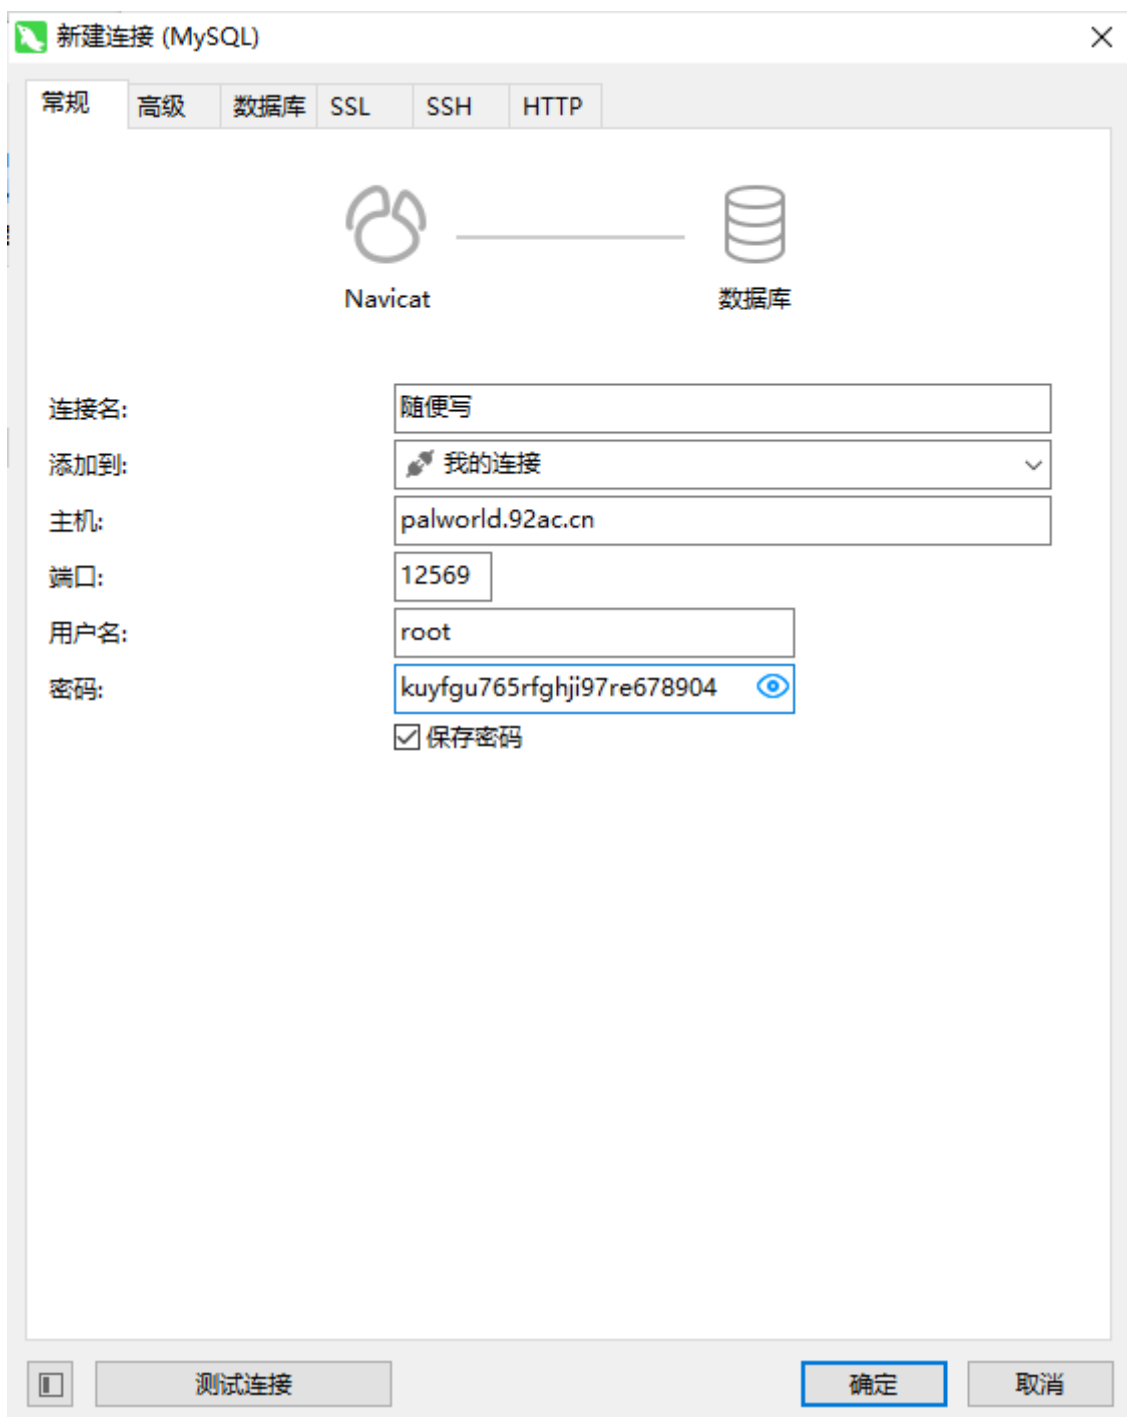 新建连接 (MySQL)
常规 高级 数据库 SSL SSH HTTP
Navicat 数据库
连接名: 随便写
添加到: 我的连接
主机: palworld.92ac.cn
端口: 12569
用户名: root
密码: kuyfgu765rfghji97re678904
保存密码
测试连接 确定 取消